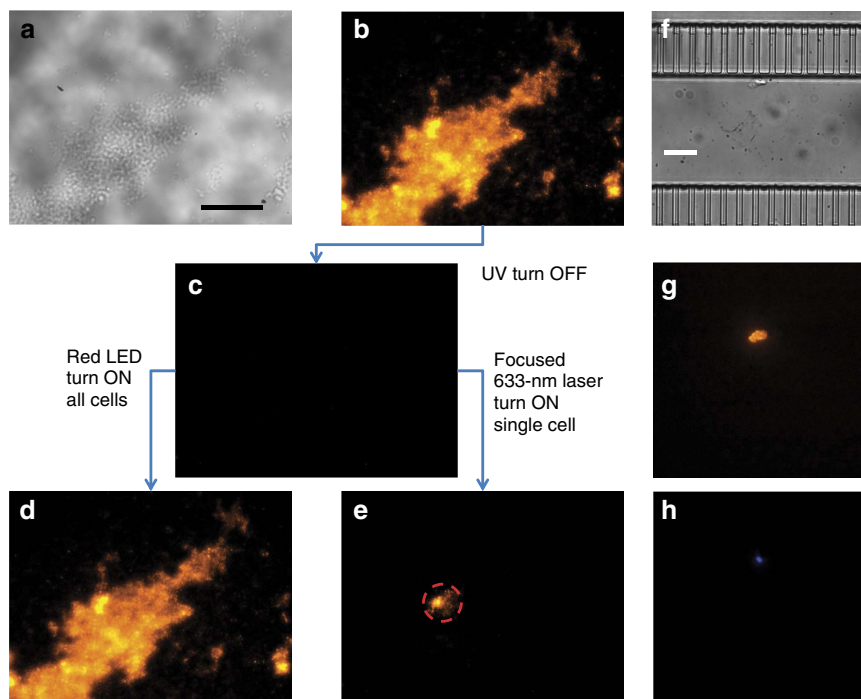 a
b
f
UV turn OFF
c
g
Red LED
turn ON
all cells
Focused
633-nm laser
turn ON
single cell
d
e
h